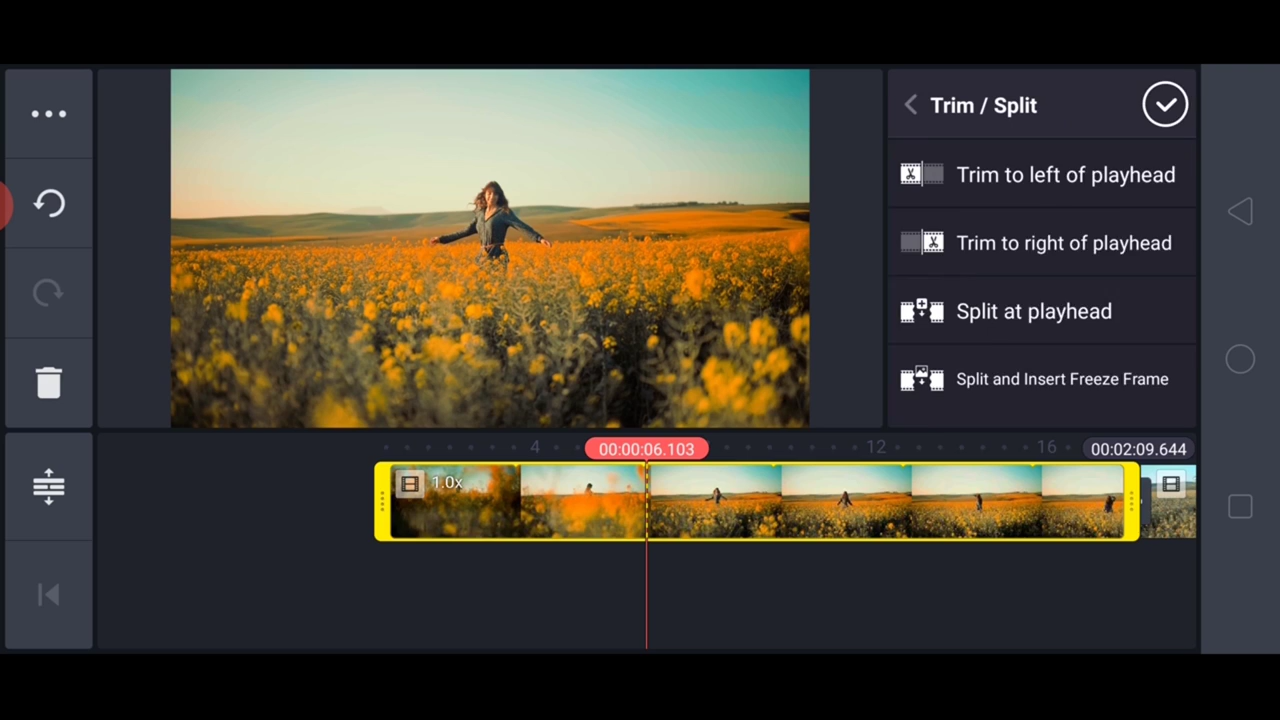 Trim / Split
Trim to left of playhead
Trim to right of playhead
Split at playhead
Split and Insert Freeze Frame
4
00:00:06.103
12
16
00:02:09.644
1.0x